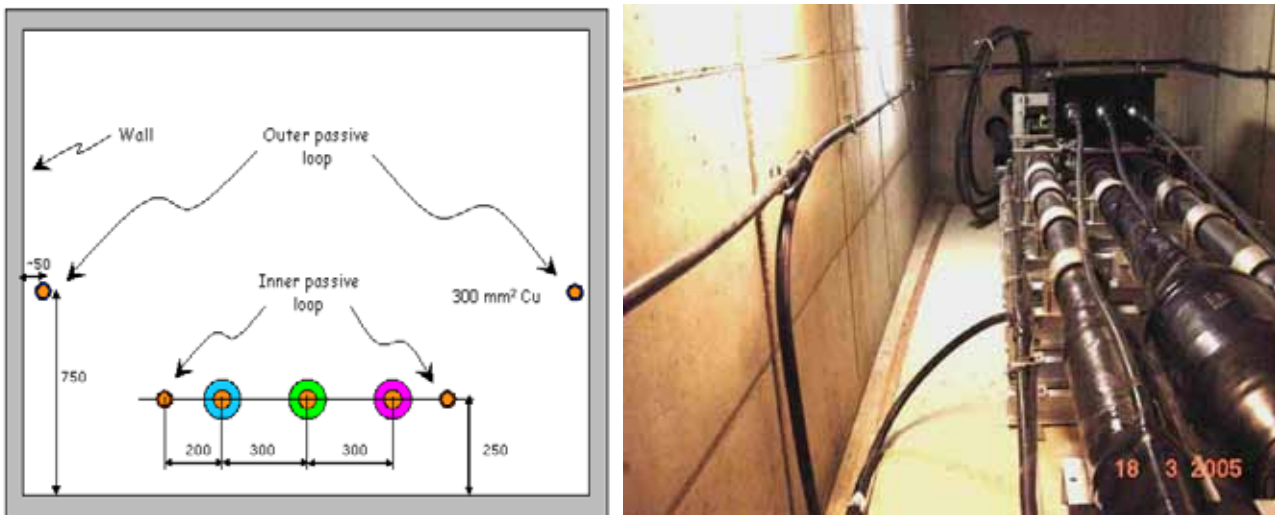 Wall
Outer passive
loop
~50
Inner passive
loop
300 mm² Cu
750
200
300
300
250
18 3 2005